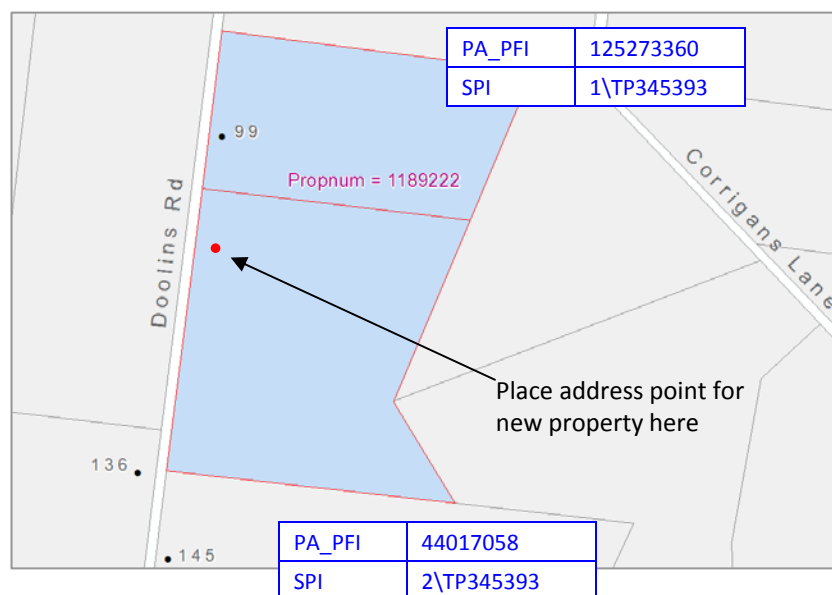 PA_PFI 125273360
SPI 1\TP345393
99
Propnum = 1189222
Corrigans Lane
Doolins Rd
Place address point for
new property here
136
145
PA_PFI 44017058
SPI 2\TP345393